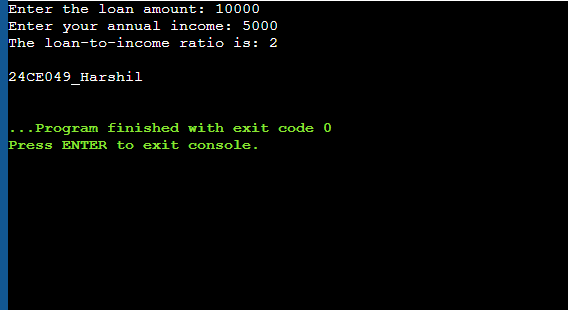 Enter the loan amount: 10000
Enter your annual income: 5000
The loan-to-income ratio is: 2
24CE049_Harshil
...Program finished with exit code 0
Press ENTER to exit console.